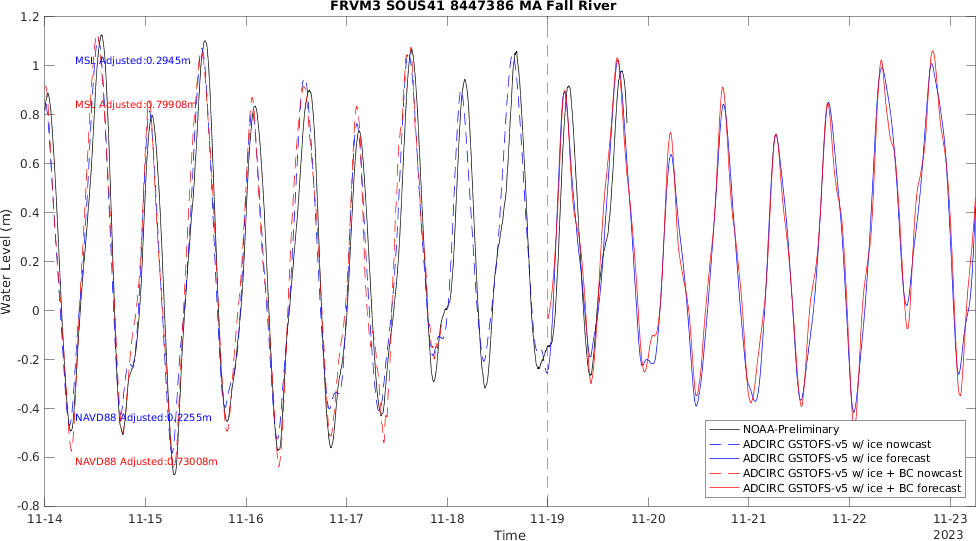 FRVM3 SOUS41 8447386 MA Fall River
1.2
1
0.8
0.6
0.4
0.2
0
-0.2
-0.4
-0.6
-0.8
Water Level (m)
MSL Adjusted:0.2945m
MSL Adjusted:0.79908m
NAVD88 Adjusted:0.2255m
NAVD88 Adjusted:0.73008m
NOAA-Preliminary
ADCIRC GSTOFS-v5 w/ ice nowcast
ADCIRC GSTOFS-v5 w/ ice forecast
ADCIRC GSTOFS-v5 w/ ice + BC nowcast
ADCIRC GSTOFS-v5 w/ ice + BC forecast
11-14 11-15 11-16 11-17 11-18 11-19 11-20 11-21 11-22 11-23
Time
2023